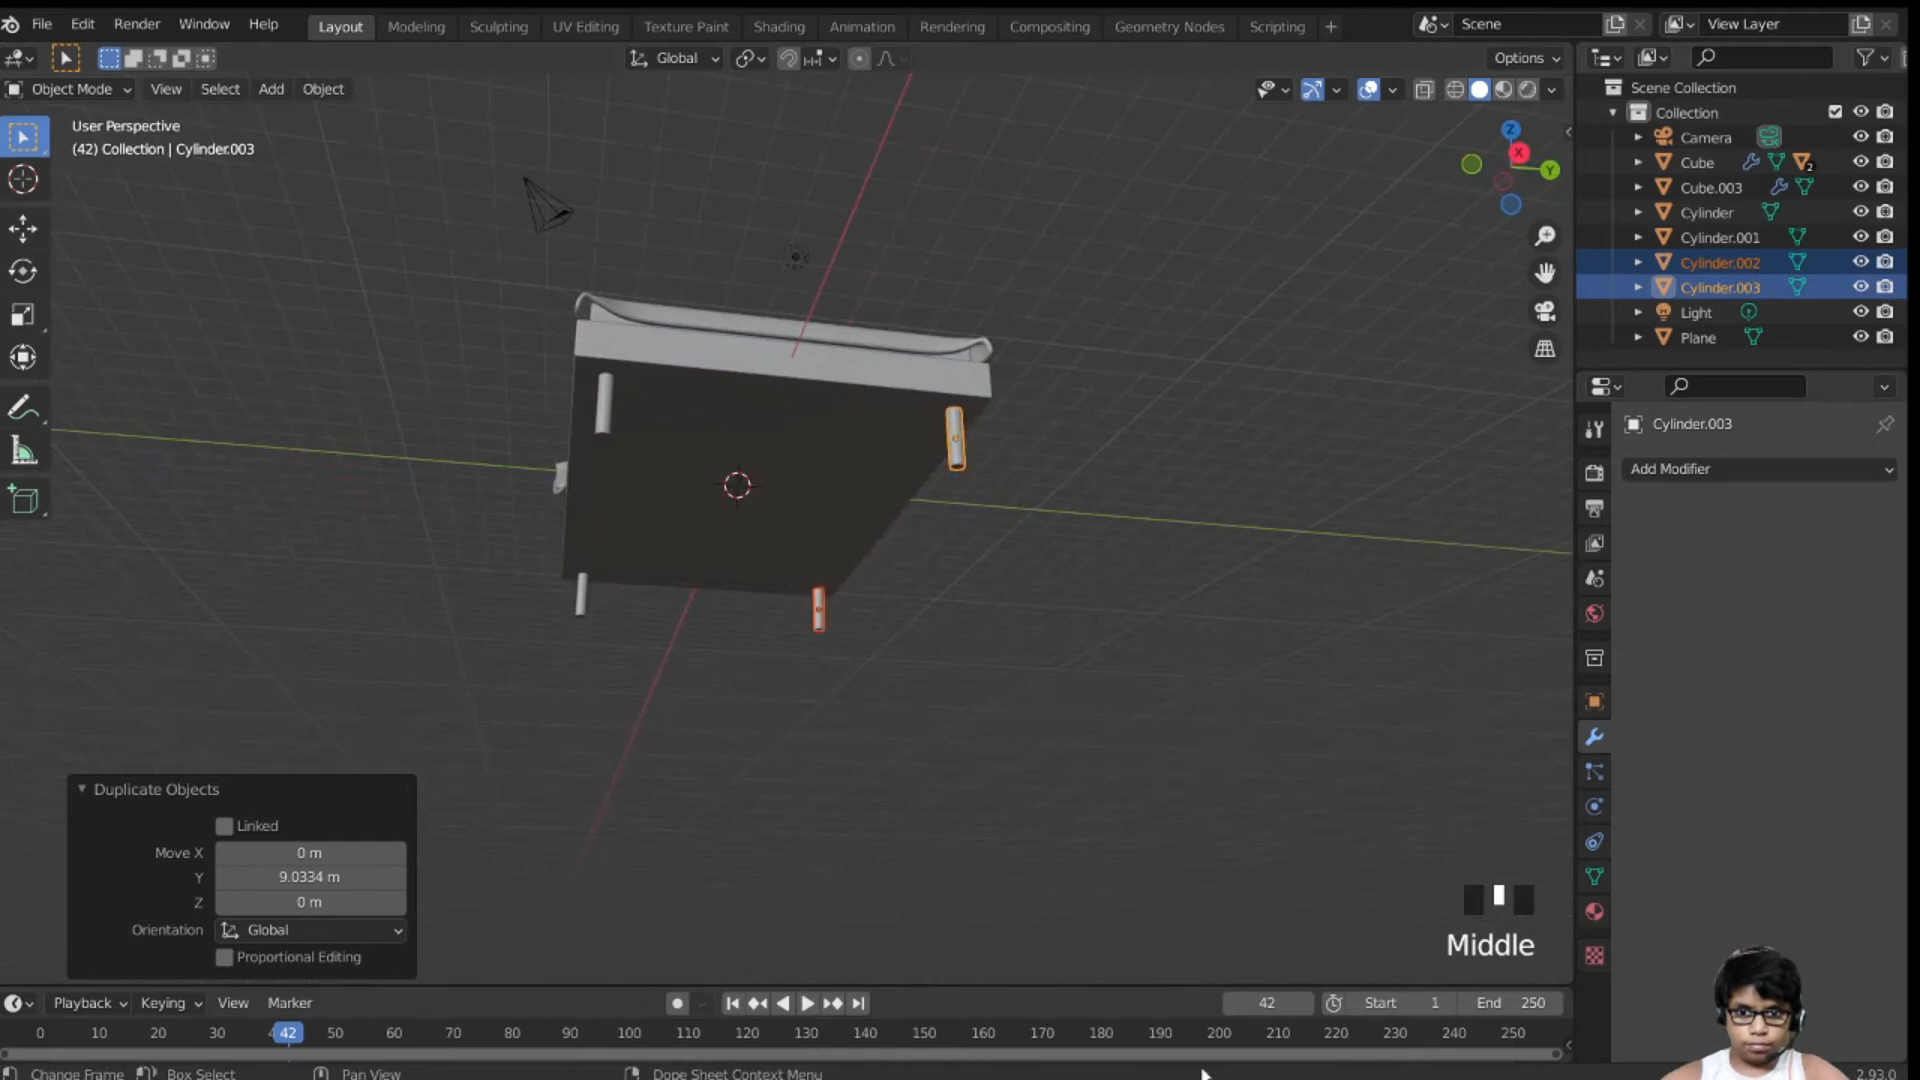 File Edit Render Window Help Layout Modeling Sculpting UV Editing Texture Paint Shading Animation Rendering Compositing Geometry Nodes Scripting + Scene View Layer
Global Options
Object Mode View Select Add Object
User Perspective
(42) Collection | Cylinder.003
Z
X
Y
Scene Collection
Collection
Camera
Cube 2
Cube.003
Cylinder
Cylinder.001
Cylinder.002
Cylinder.003
Light
Plane
Cylinder.003
Add Modifier
Duplicate Objects
Linked
Move X 0 m
Y 9.0334 m
Z 0 m
Orientation Global
Proportional Editing
Middle
Playback Keying View Marker 42 Start 1 End 250
0 10 20 30 42 50 60 70 80 90 100 110 120 130 140 150 160 170 180 190 200 210 220 230 240 250
Change Frame Box Select Pan View Dope Sheet Context Menu 2.93.0